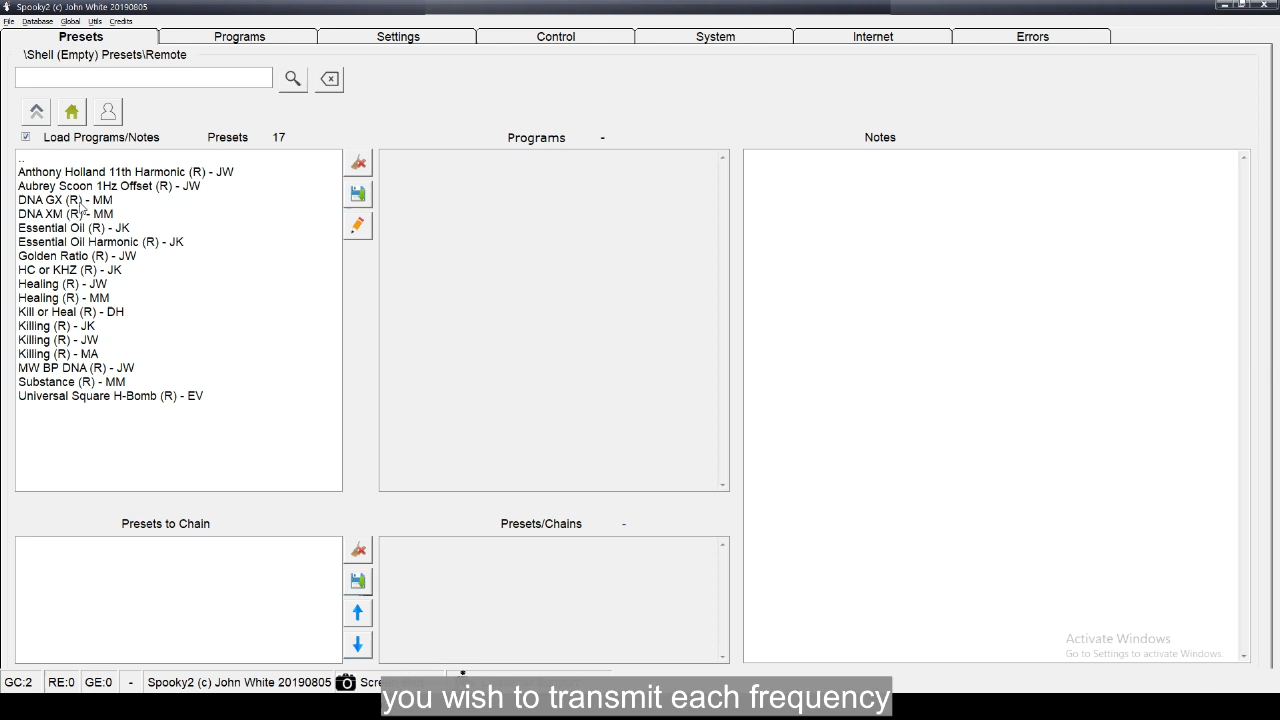 Spooky2 (c) John White 20190805
File Database Global Utils Credits
Presets Programs Settings Control System Internet Errors
\Shell (Empty) Presets\Remote
Load Programs/Notes Presets 17 Programs - Notes
..
Anthony Holland 11th Harmonic (R) - JW
Aubrey Scoon 1Hz Offset (R) - JW
DNA GX (R) - MM
DNA XM (R) - MM
Essential Oil (R) - JK
Essential Oil Harmonic (R) - JK
Golden Ratio (R) - JW
HC or KHZ (R) - JK
Healing (R) - JW
Healing (R) - MM
Kill or Heal (R) - DH
Killing (R) - JK
Killing (R) - JW
Killing (R) - MA
MW BP DNA (R) - JW
Substance (R) - MM
Universal Square H-Bomb (R) - EV
Presets to Chain Presets/Chains -
Activate Windows
Go to Settings to activate Windows.
GC:2 RE:0 GE:0 - Spooky2 (c) John White 20190805
you wish to transmit each frequency